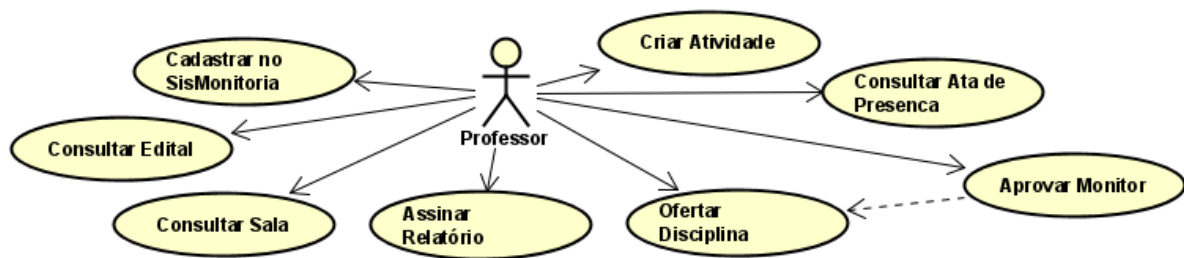 Criar Atividade
Cadastrar no
SisMonitoria
Consultar Ata de
Presenca
Professor
Consultar Edital
Aprovar Monitor
Consultar Sala
Assinar
Relatório
Ofertar
Disciplina